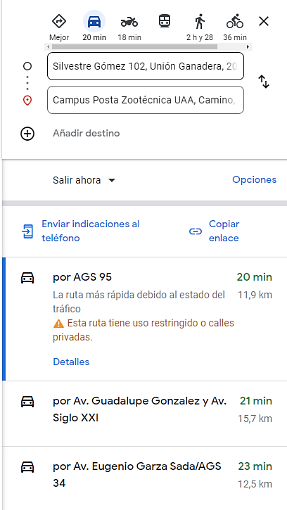 Mejor
20 min
18 min
2 h y 28
36 min
Silvestre Gómez 102, Unión Ganadera, 20
Campus Posta Zootécnica UAA, Camino,
Añadir destino
Salir ahora
Opciones
Enviar indicaciones al
teléfono
Copiar
enlace
por AGS 95
20 min
La ruta más rápida debido al estado del
11,9 km
tráfico
Esta ruta tiene uso restringido o calles
privadas.
Detalles
por Av. Guadalupe Gonzalez y Av.
21 min
Siglo XXI
15,7 km
por Av. Eugenio Garza Sada/AGS
23 min
34
12,5 km